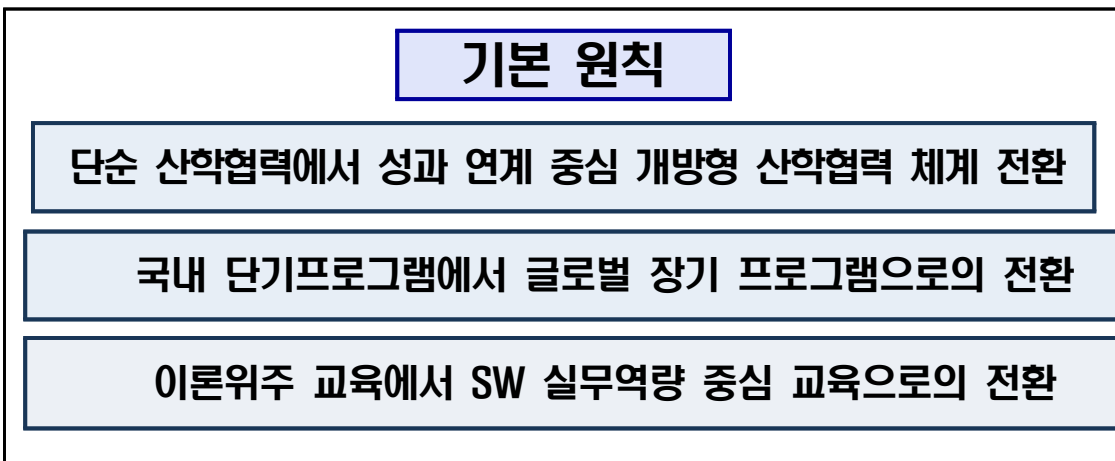 기본 원칙
단순 산학협력에서 성과 연계 중심 개방형 산학협력 체계 전환
국내 단기프로그램에서 글로벌 장기 프로그램으로의 전환
이론위주 교육에서 SW 실무역량 중심 교육으로의 전환